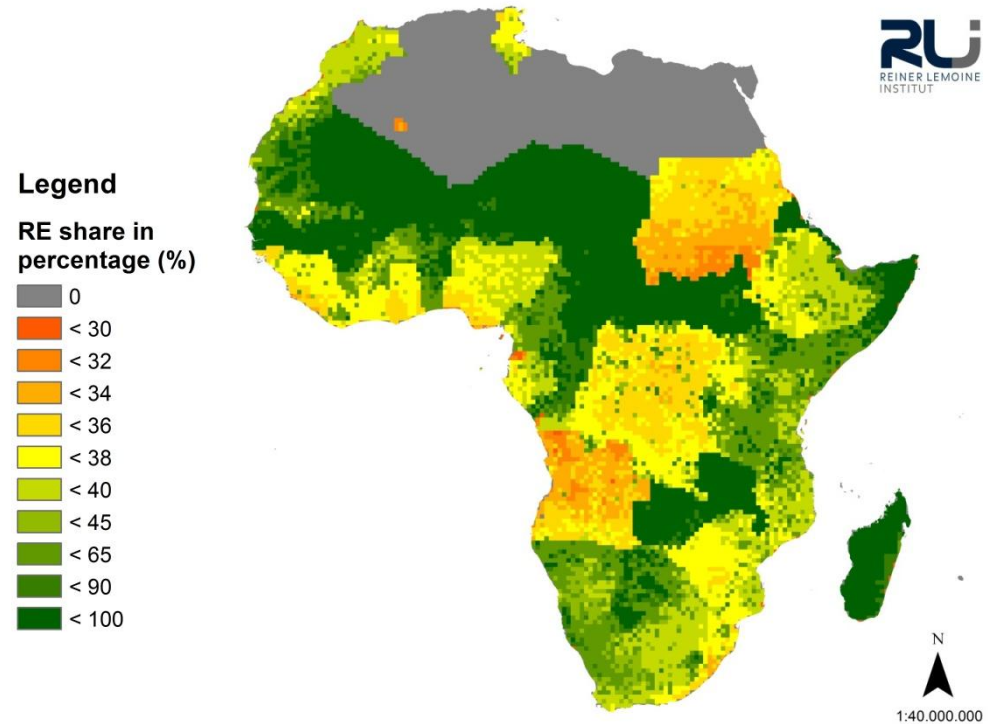 RLI
REINER LEMOINE
INSTITUT
Legend
RE share in
percentage (%)
0
< 30
< 32
< 34
< 36
< 38
< 40
< 45
< 65
< 90
< 100
N
1:40.000.000